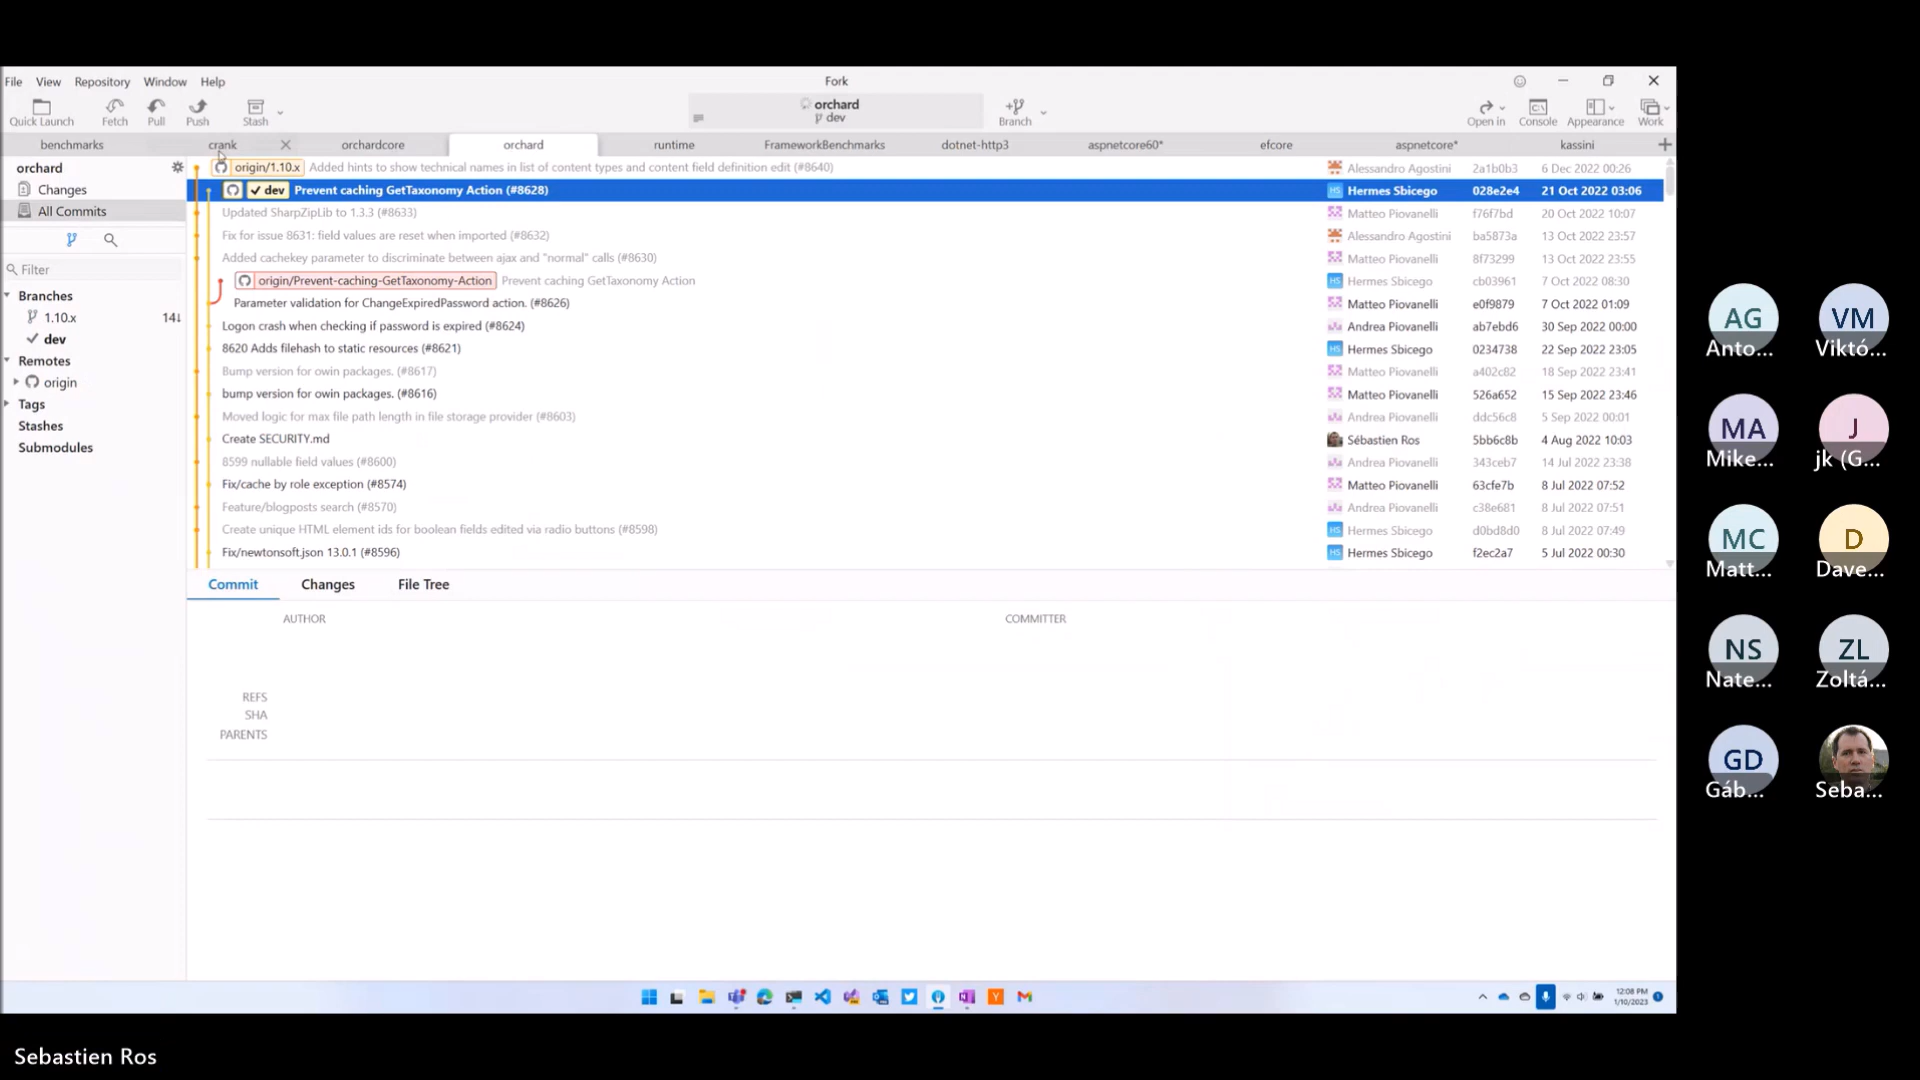 File View Repository Window Help
Fork
Quick Launch Fetch Pull Push Stash
orchard
dev
Branch
Open in Console Appearance Work
benchmarks crank orchardcore orchard runtime FrameworkBenchmarks dotnet-http3 aspnetcore60* efcore aspnetcore* kassini
orchard
Changes
All Commits
Filter
Branches
1.10.x 14↓
dev
Remotes
origin
Tags
Stashes
Submodules
origin/1.10.x Added hints to show technical names in list of content types and content field definition edit (#8640) Alessandro Agostini 2a1b0b3 6 Dec 2022 00:26
dev Prevent caching GetTaxonomy Action (#8628) HS Hermes Sbicego 028e2e4 21 Oct 2022 03:06
Updated SharpZipLib to 1.3.3 (#8633) Matteo Piovanelli f76f7bd 20 Oct 2022 10:07
Fix for issue 8631: field values are reset when imported (#8632) Alessandro Agostini ba5873a 13 Oct 2022 23:57
Added cachekey parameter to discriminate between ajax and "normal" calls (#8630) Matteo Piovanelli 8f73299 13 Oct 2022 23:55
origin/Prevent-caching-GetTaxonomy-Action Prevent caching GetTaxonomy Action HS Hermes Sbicego cb03961 7 Oct 2022 08:30
Parameter validation for ChangeExpiredPassword action. (#8626) Matteo Piovanelli e0f9879 7 Oct 2022 01:09
Logon crash when checking if password is expired (#8624) Andrea Piovanelli ab7ebd6 30 Sep 2022 00:00
8620 Adds filehash to static resources (#8621) HS Hermes Sbicego 0234738 22 Sep 2022 23:05
Bump version for owin packages. (#8617) Matteo Piovanelli a402c82 18 Sep 2022 23:41
bump version for owin packages. (#8616) Matteo Piovanelli 526a652 15 Sep 2022 23:46
Moved logic for max file path length in file storage provider (#8603) Andrea Piovanelli ddc56c8 5 Sep 2022 00:01
Create SECURITY.md Sébastien Ros 5bb6c8b 4 Aug 2022 10:03
8599 nullable field values (#8600) Andrea Piovanelli 343ceb7 14 Jul 2022 23:38
Fix/cache by role exception (#8574) Matteo Piovanelli 63cfe7b 8 Jul 2022 07:52
Feature/blogposts search (#8570) Andrea Piovanelli c38e681 8 Jul 2022 07:51
Create unique HTML element ids for boolean fields edited via radio buttons (#8598) HS Hermes Sbicego d0bd8d0 8 Jul 2022 07:49
Fix/newtonsoft.json 13.0.1 (#8596) HS Hermes Sbicego f2ec2a7 5 Jul 2022 00:30
Commit Changes File Tree
AUTHOR COMMITTER
REFS
SHA
PARENTS
12:08 PM
1/10/2023
AG VM
Anto... Viktó...
MA J
Mike... jk (G...
MC D
Matt... Dave...
NS ZL
Nate... Zoltá...
GD
Gáb... Seba...
Sebastien Ros